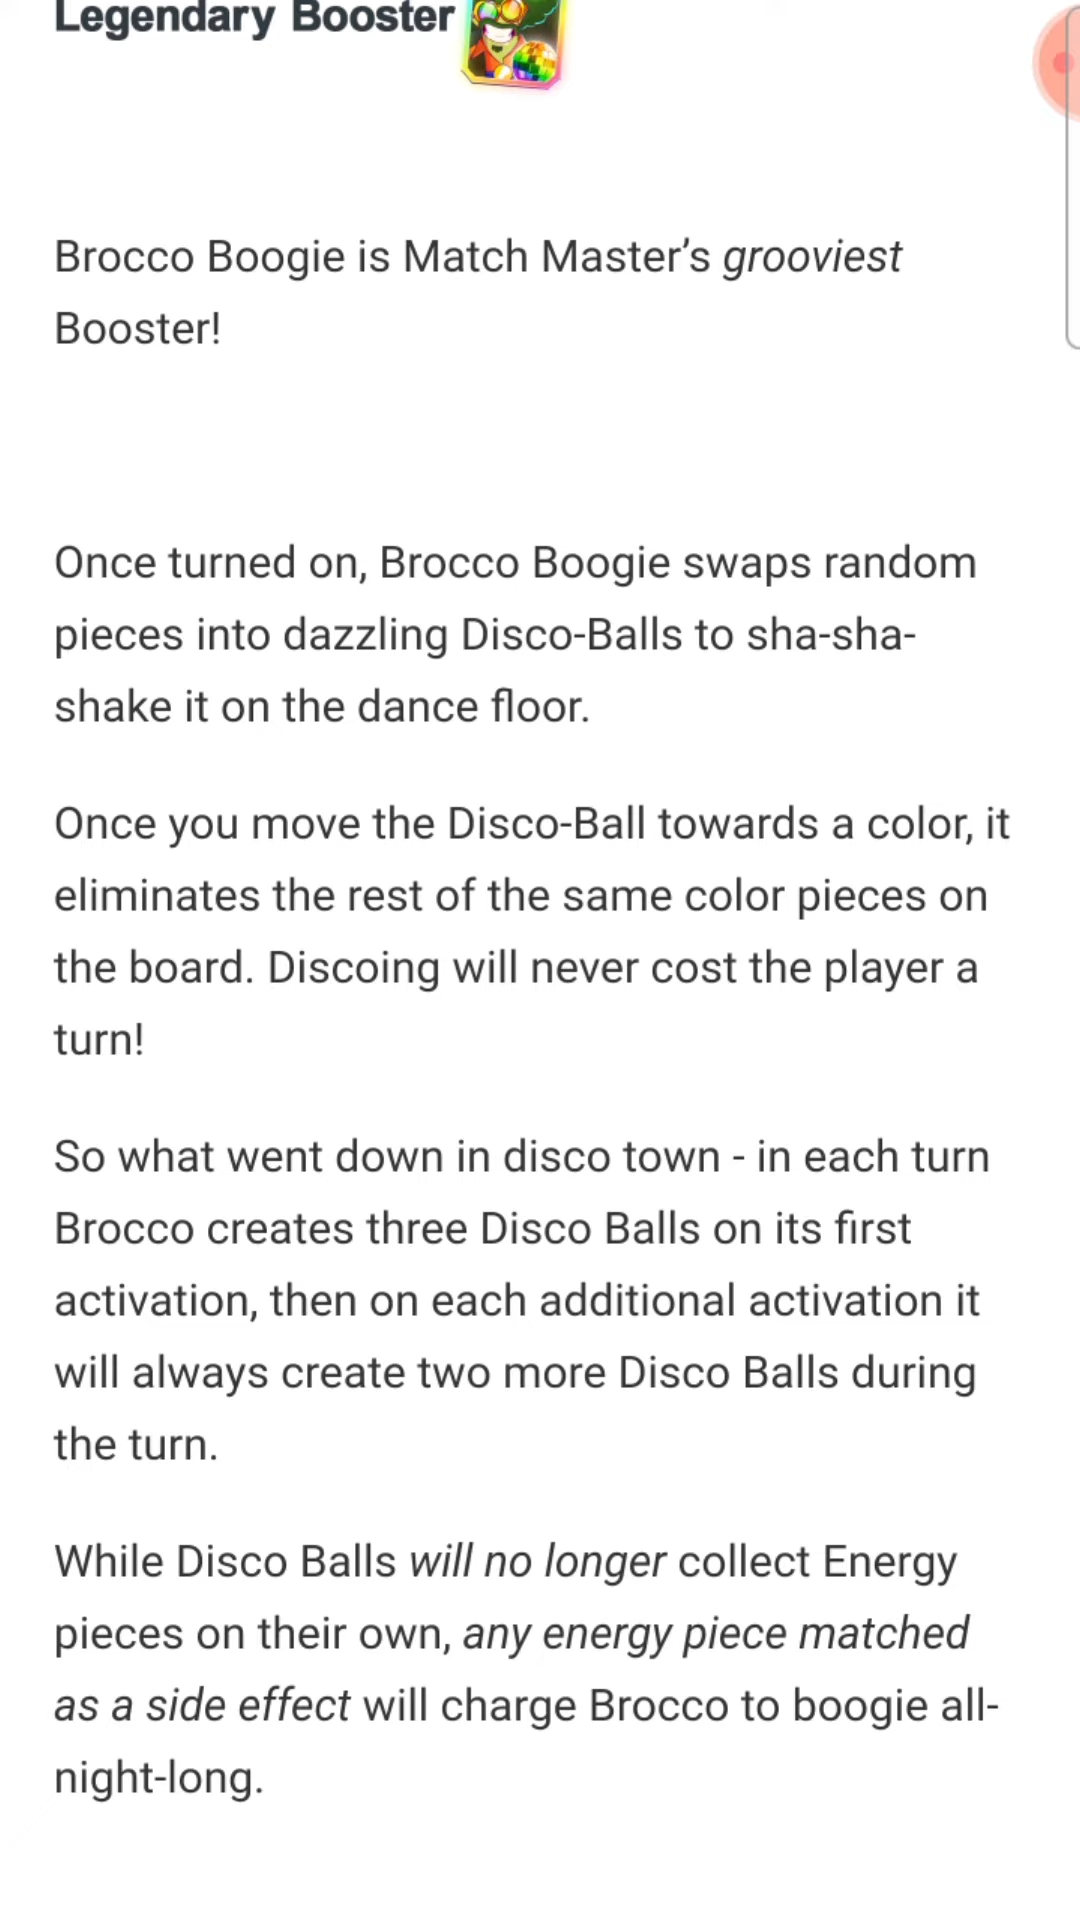 Legendary Booster
Brocco Boogie is Match Master’s grooviest
Booster!
Once turned on, Brocco Boogie swaps random
pieces into dazzling Disco-Balls to sha-sha-
shake it on the dance floor.
Once you move the Disco-Ball towards a color, it
eliminates the rest of the same color pieces on
the board. Discoing will never cost the player a
turn!
So what went down in disco town - in each turn
Brocco creates three Disco Balls on its first
activation, then on each additional activation it
will always create two more Disco Balls during
the turn.
While Disco Balls will no longer collect Energy
pieces on their own, any energy piece matched
as a side effect will charge Brocco to boogie all-
night-long.